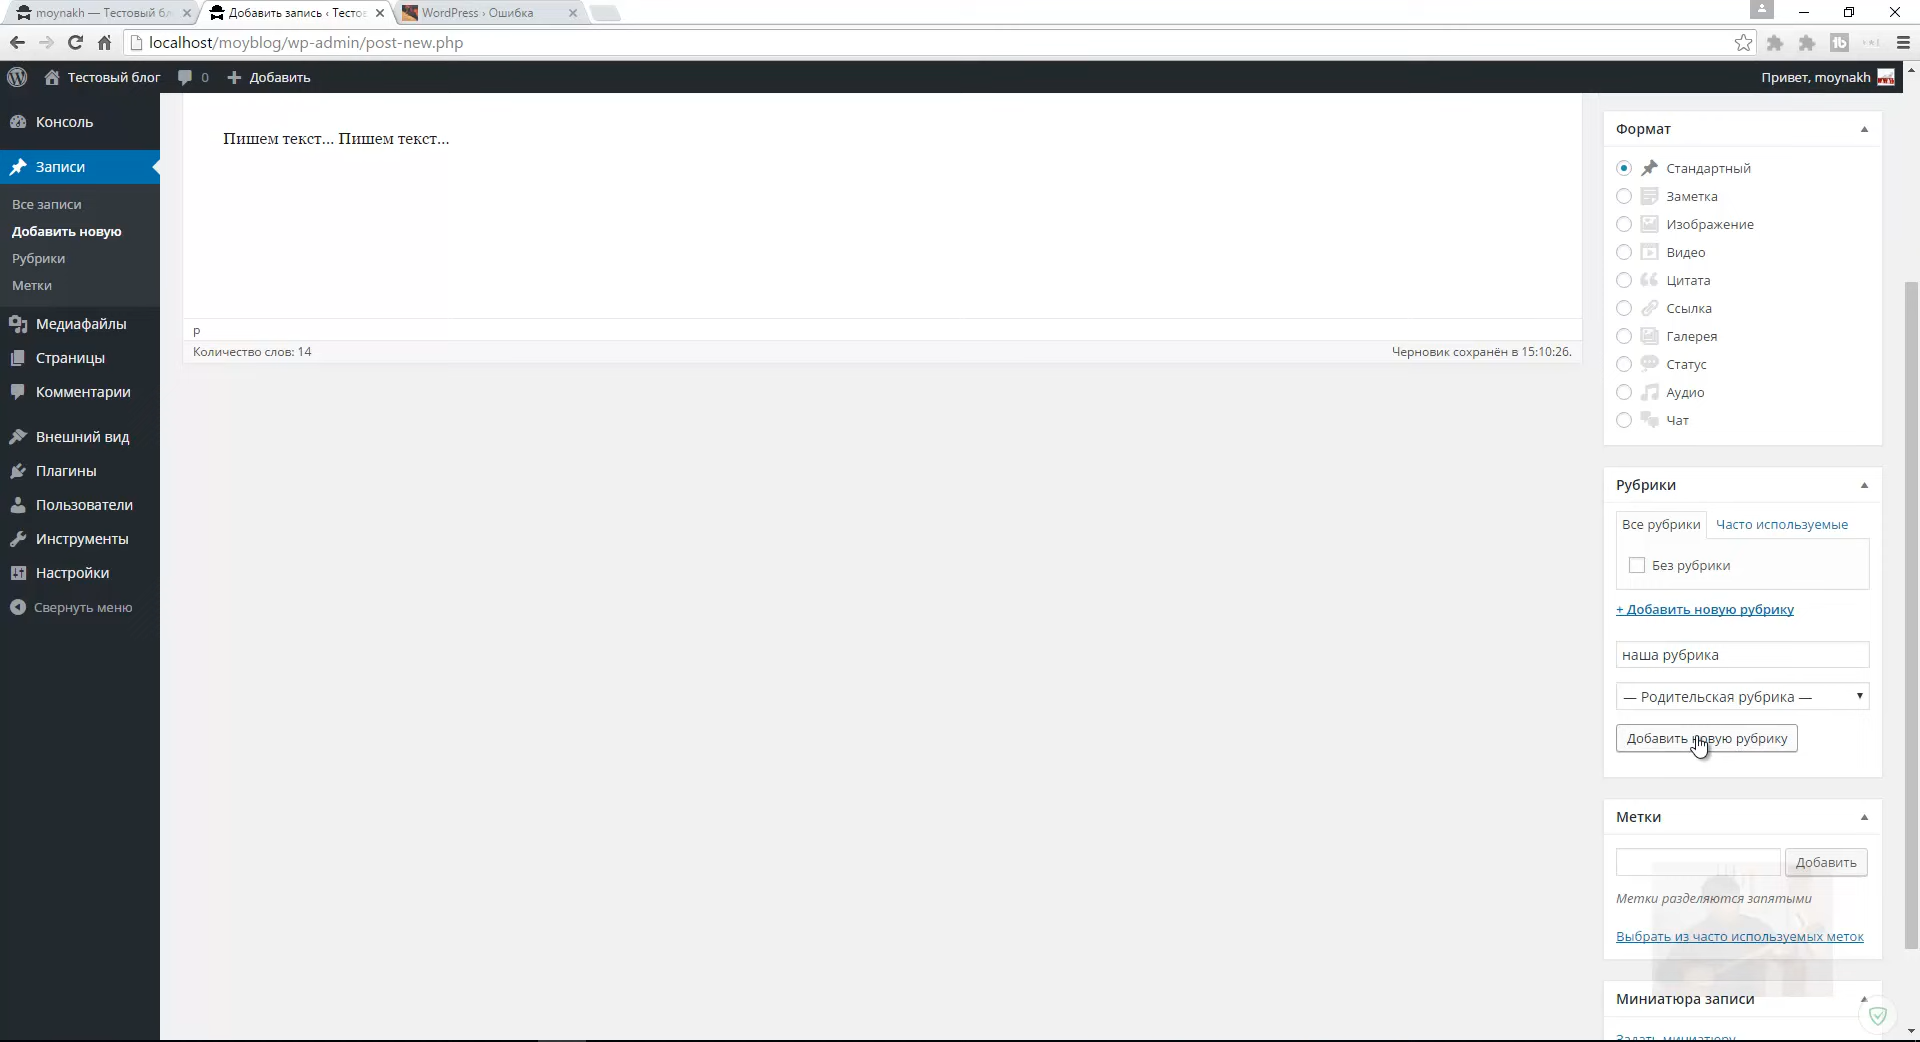 moynakh — Тестовый бл
Добавить запись ‹ Тесто
WordPress › Ошибка
localhost/moyblog/wp-admin/post-new.php
Тестовый блог
0
Добавить
Привет, moynakh
Консоль
Записи
Все записи
Добавить новую
Рубрики
Метки
Медиафайлы
Страницы
Комментарии
Внешний вид
Плагины
Пользователи
Инструменты
Настройки
Свернуть меню
Пишем текст... Пишем текст...
p
Количество слов: 14
Черновик сохранён в 15:10:26.
Формат
Стандартный
Заметка
Изображение
Видео
Цитата
Ссылка
Галерея
Статус
Аудио
Чат
Рубрики
Все рубрики
Часто используемые
Без рубрики
+ Добавить новую рубрику
наша рубрика
— Родительская рубрика —
Добавить новую рубрику
Метки
Добавить
Метки разделяются запятыми
Выбрать из часто используемых меток
Миниатюра записи
Задать миниатюру